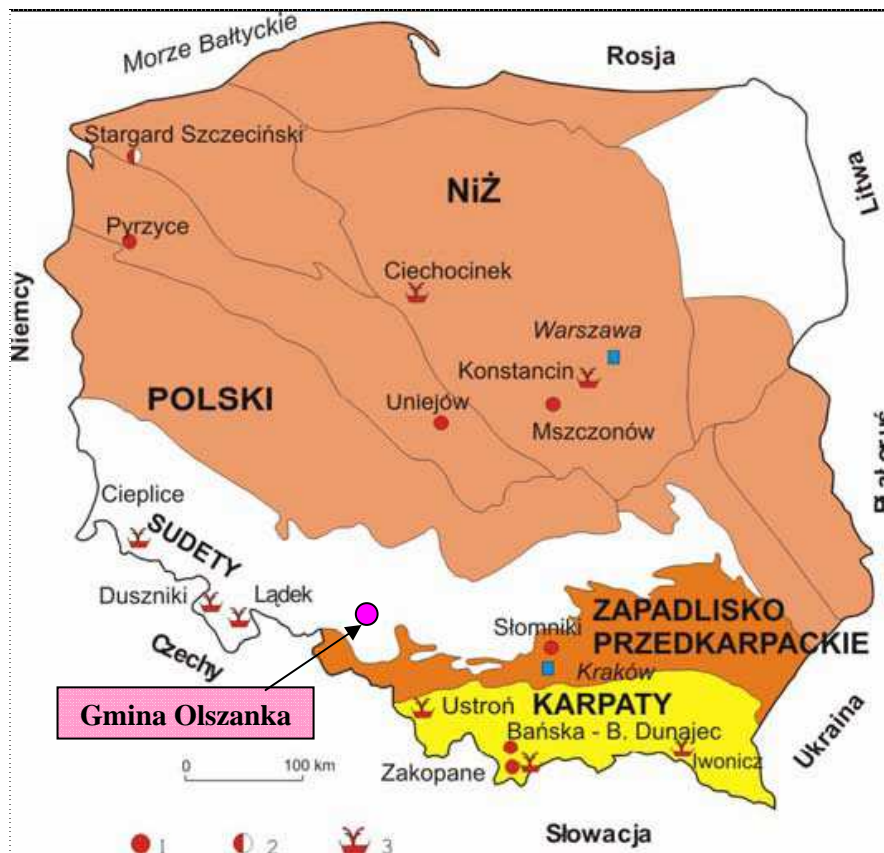 Morze Bałtyckie
Rosja
Stargard Szczeciński
Litwa
NiŻ
Pyrzyce
Ciechocinek
Niemcy
Warszawa
Konstancin
POLSKI
Uniejów
Mszczonów
Cieplice
SUDETY
Duszniki
Lądek
ZAPADLISKO
PRZEDKARPACKIE
Słomniki
Czechy
Kraków
Gmina Olszanka
Ustroń
KARPATY
Bańska - B. Dunajec
Ukraina
Iwonicz
Zakopane
0 100 km
Słowacja
1 2 3